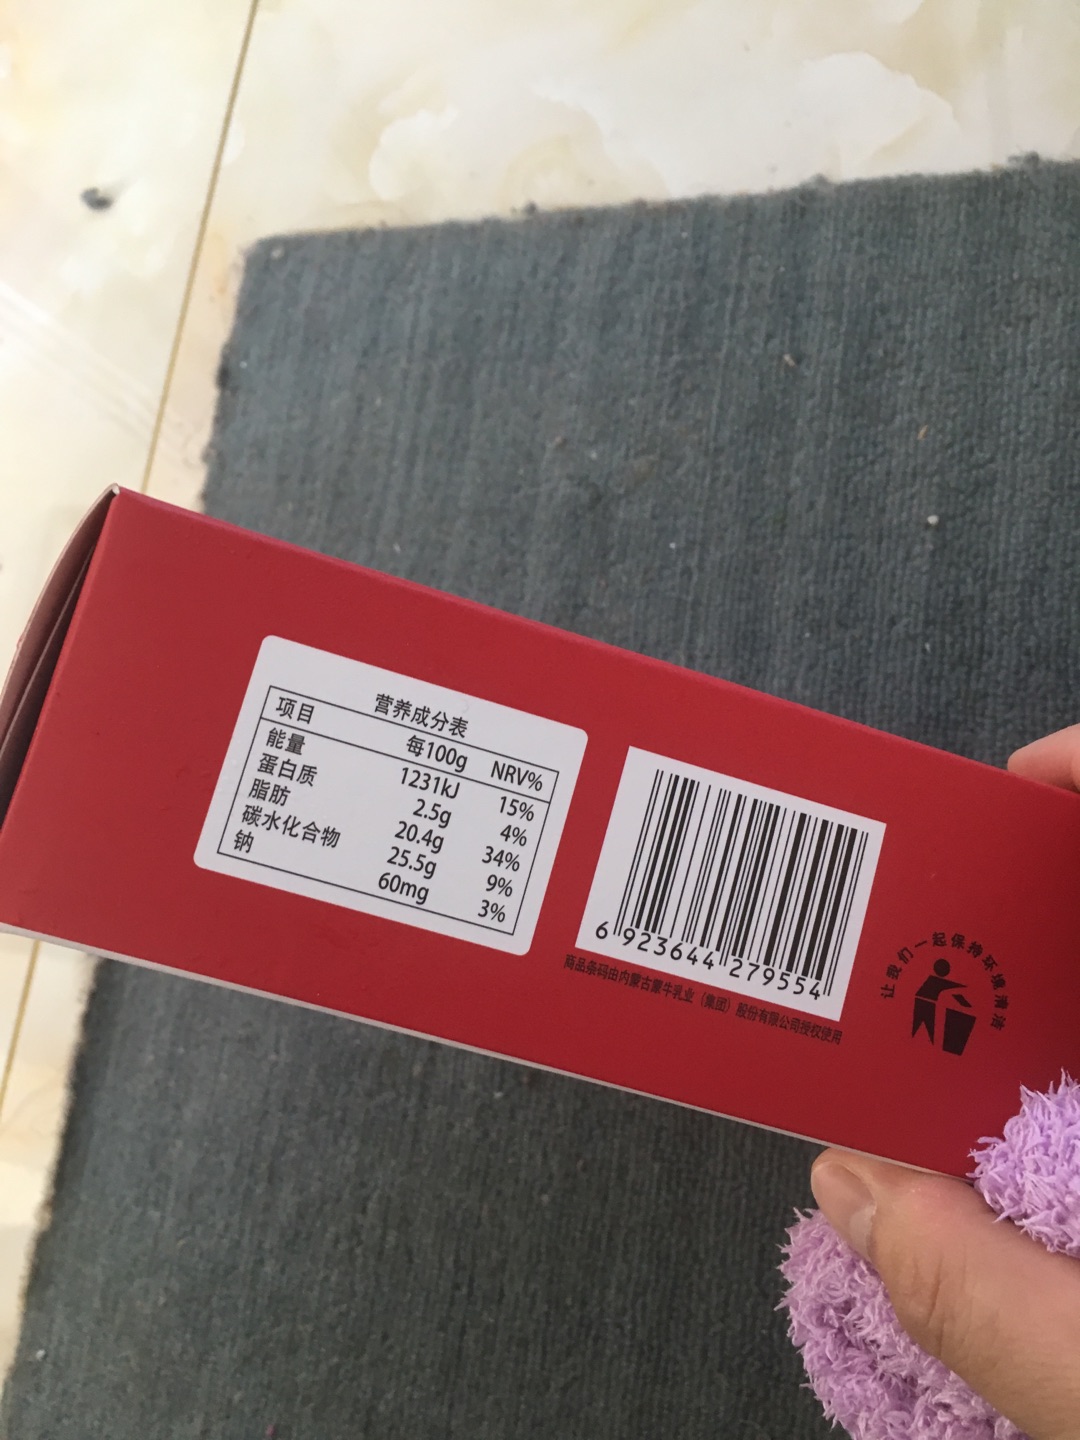 营养成分表
项目 每100g NRV%
能量 1231kJ 15%
蛋白质 2.5g 4%
脂肪 20.4g 34%
碳水化合物 25.5g 9%
钠 60mg 3%
6 923644 279554
商品条码由内蒙古蒙牛乳业（集团）股份有限公司授权使用
让我们一起保持环境清洁